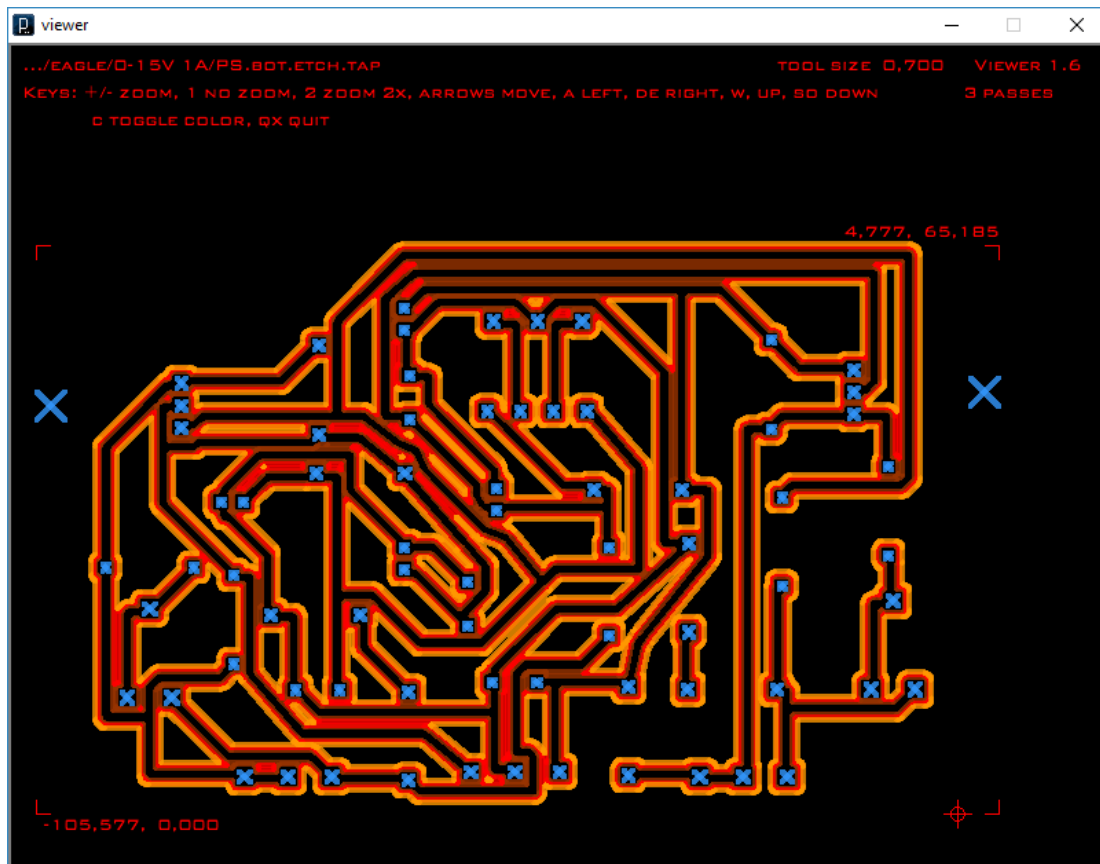 viewer
.../EAGLE/0-15V 1A/PS.BOT.ETCH.TAP TOOL SIZE 0,700 VIEWER 1.6
KEYS: +/- ZOOM, 1 NO ZOOM, 2 ZOOM 2X, ARROWS MOVE, A LEFT, DE RIGHT, W, UP, SO DOWN 3 PASSES
C TOGGLE COLOR, QX QUIT
4,777, 65,185
-105,577, 0,000